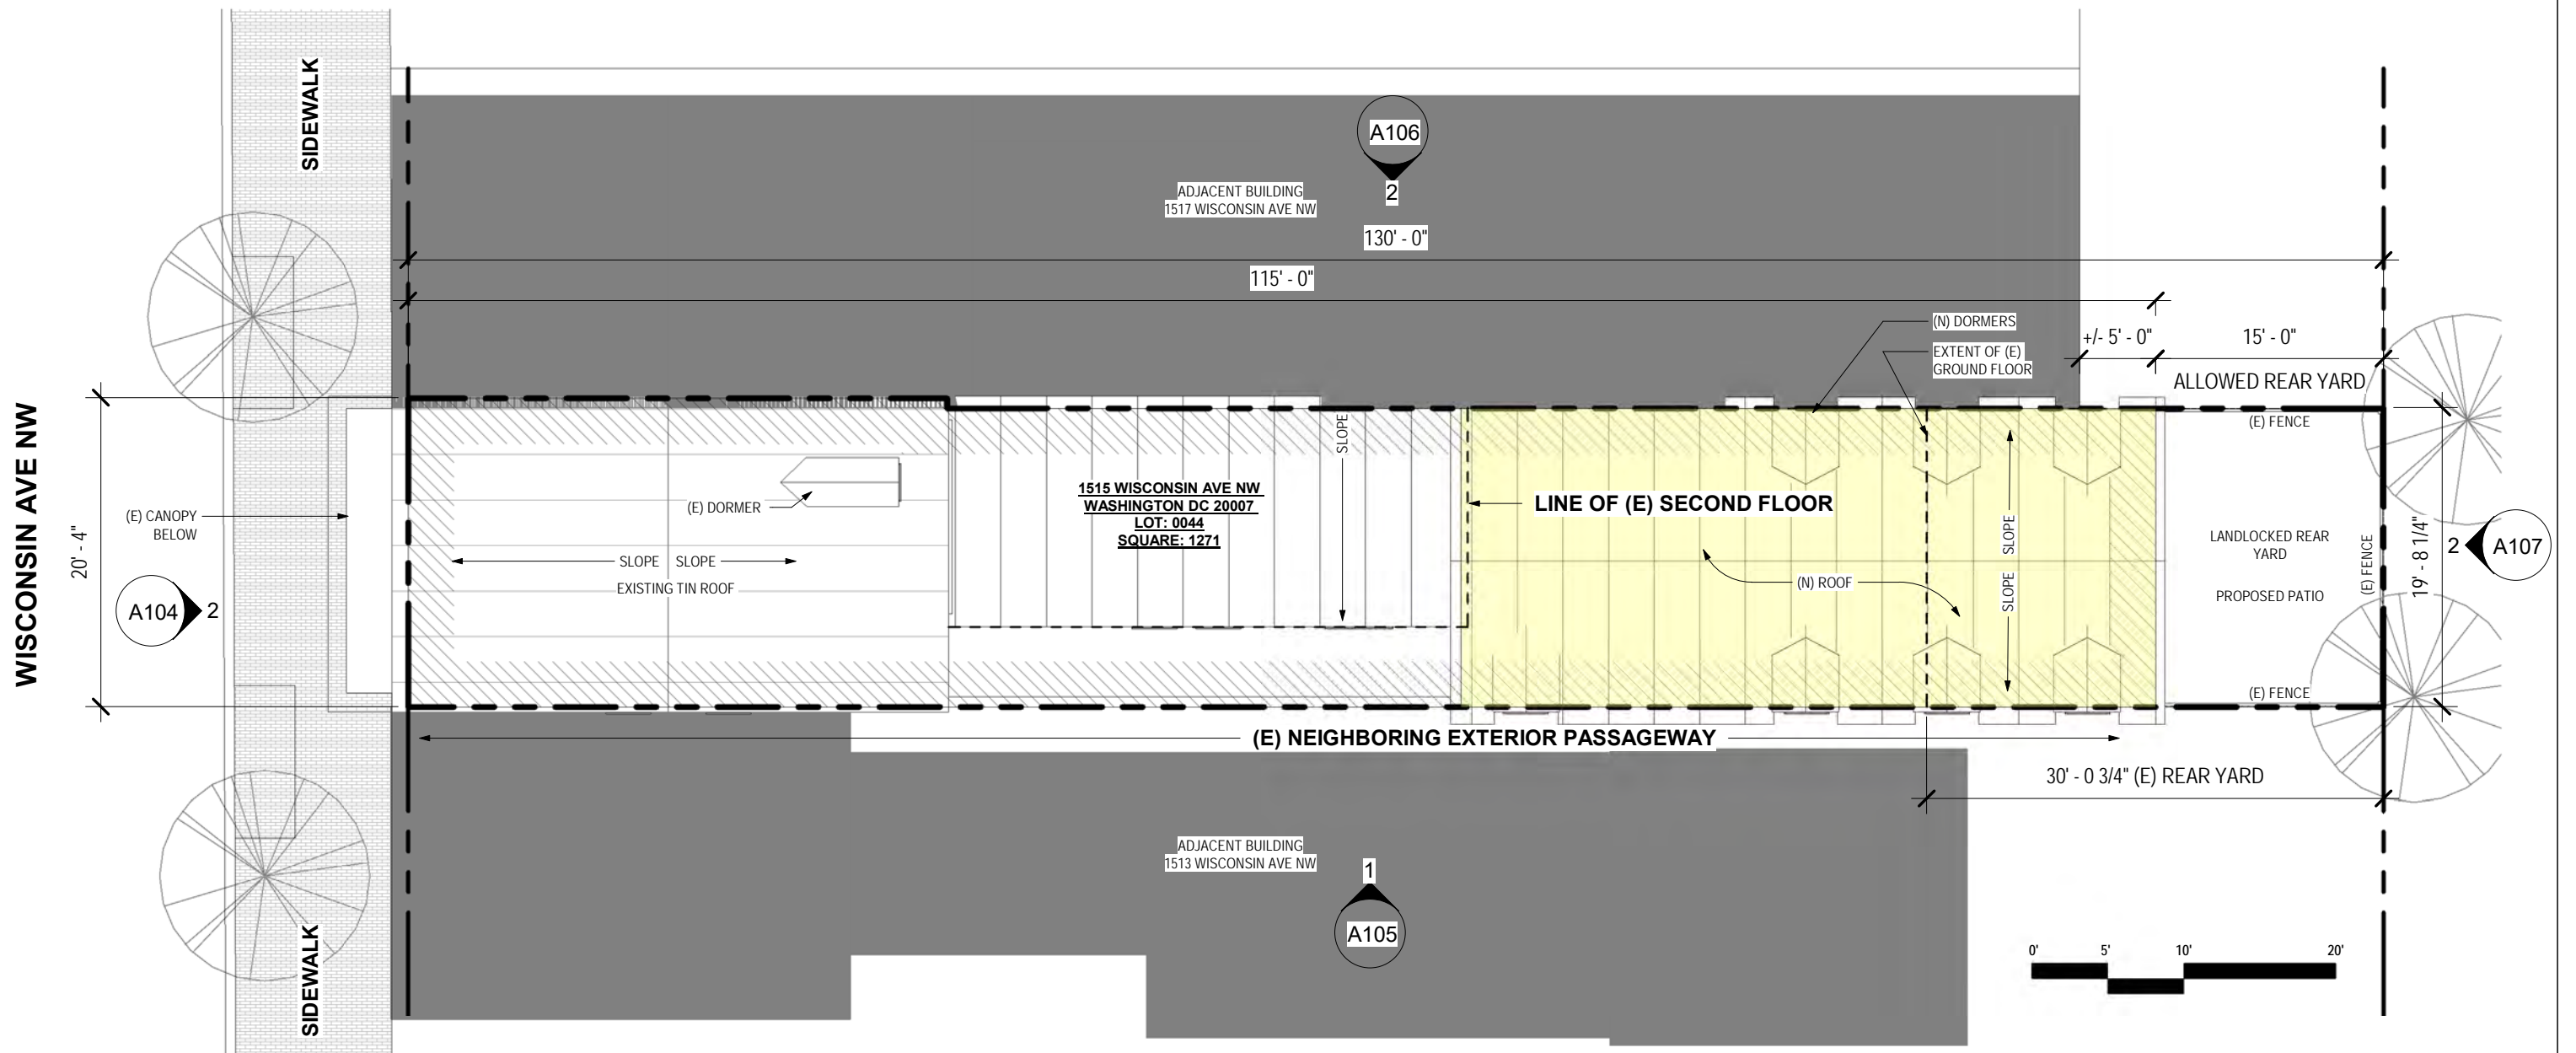 WISCONSIN AVE NW
SIDEWALK
SIDEWALK
20' - 4"
(E) CANOPY
BELOW
A104
2
A106
2
ADJACENT BUILDING
1517 WISCONSIN AVE NW
130' - 0"
115' - 0"
(N) DORMERS
EXTENT OF (E)
GROUND FLOOR
+/- 5' - 0"
15' - 0"
ALLOWED REAR YARD
(E) FENCE
(E) DORMER
SLOPE
SLOPE
EXISTING TIN ROOF
1515 WISCONSIN AVE NW
WASHINGTON DC 20007
LOT: 0044
SQUARE: 1271
SLOPE
LINE OF (E) SECOND FLOOR
(N) ROOF
SLOPE
SLOPE
LANDLOCKED REAR
YARD
PROPOSED PATIO
(E) FENCE
19' - 8 1/4"
2
A107
(E) FENCE
(E) NEIGHBORING EXTERIOR PASSAGEWAY
30' - 0 3/4" (E) REAR YARD
ADJACENT BUILDING
1513 WISCONSIN AVE NW
1
A105
0'
5'
10'
20'